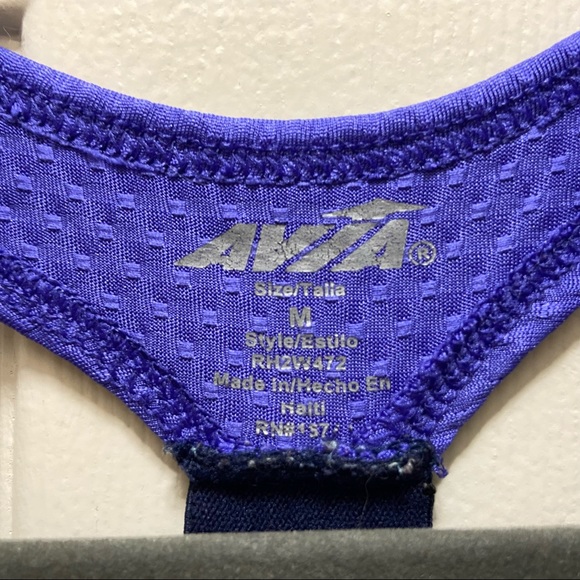 AVIA®
Size/Talla
M
Style/Estilo
RH2W472
Made In/Hecho En
Haiti